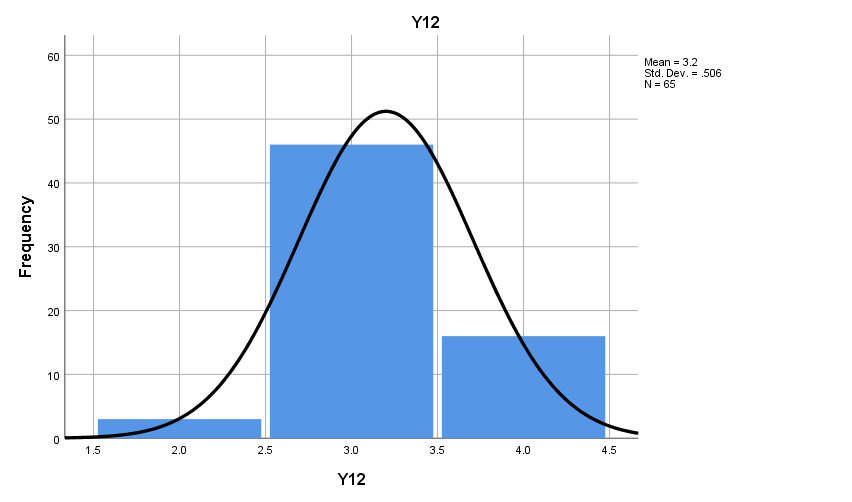 Y12
Mean = 3.2
Std. Dev. = .506
N = 65
Frequency
60
50
40
30
20
10
0
1.5 2.0 2.5 3.0 3.5 4.0 4.5
Y12